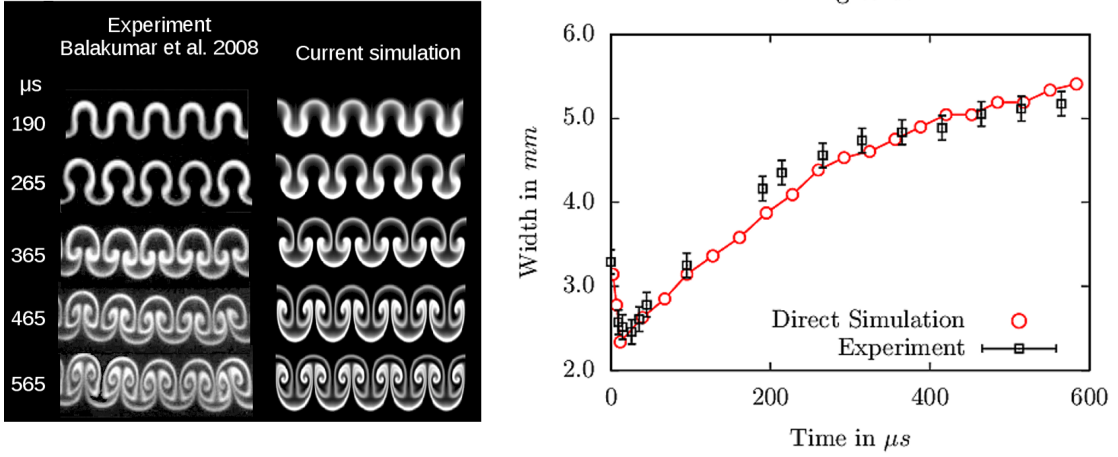 Experiment
Balakumar et al. 2008
Current simulation
μs
190
265
365
465
565
6.0
5.0
4.0
3.0
2.0
Width in mm
Direct Simulation
Experiment
0
200
400
600
Time in μs